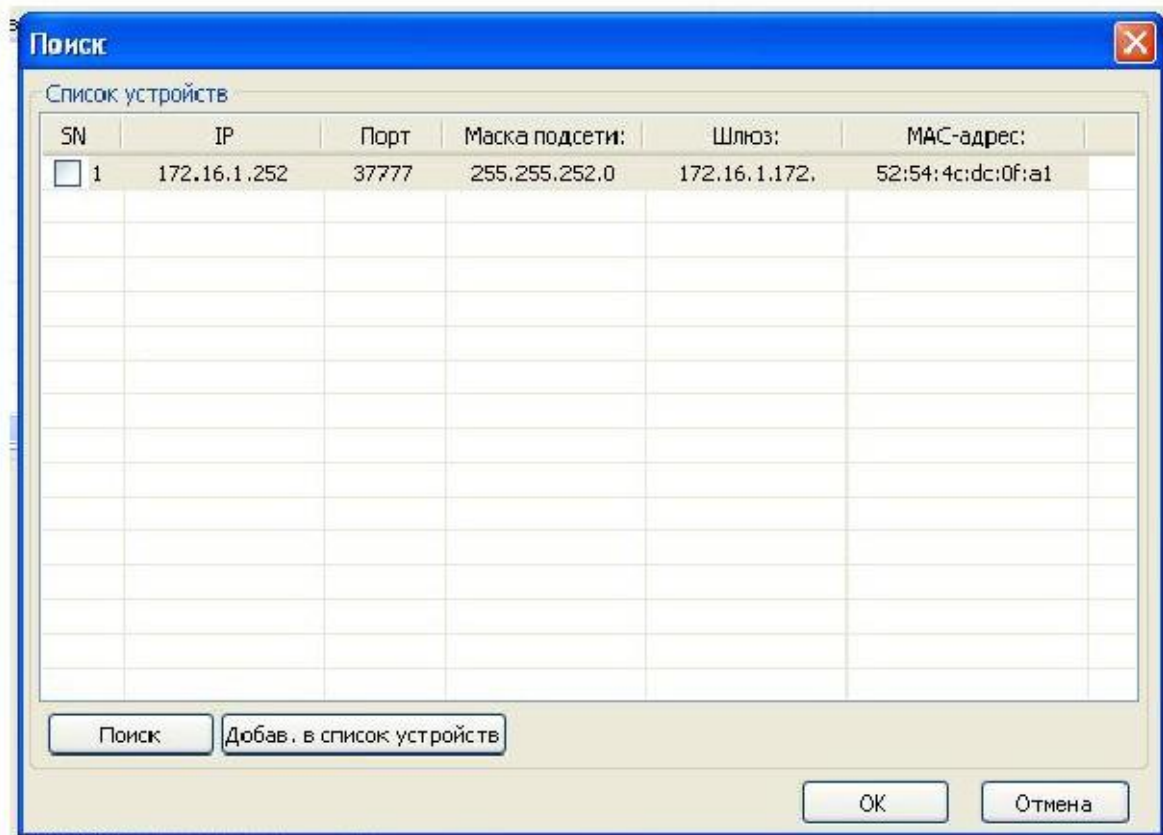 Поиск
Список устройств
SN IP Порт Маска подсети: Шлюз: MAC-адрес:
1 172.16.1.252 37777 255.255.252.0 172.16.1.172. 52:54:4c:dc:0f:a1
Поиск Добав. в список устройств
OK Отмена